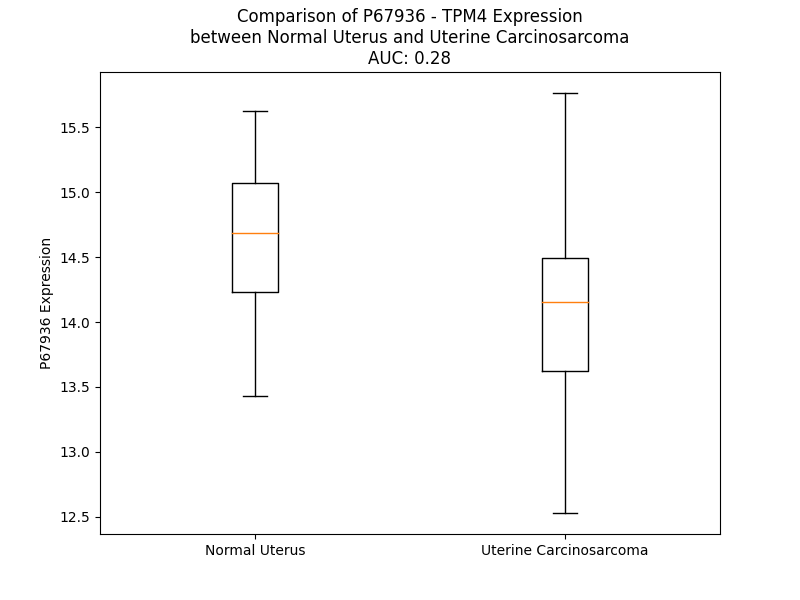 Comparison of P67936 - TPM4 Expression
between Normal Uterus and Uterine Carcinosarcoma
AUC: 0.28
P67936 Expression
15.5
15.0
14.5
14.0
13.5
13.0
12.5
Normal Uterus
Uterine Carcinosarcoma